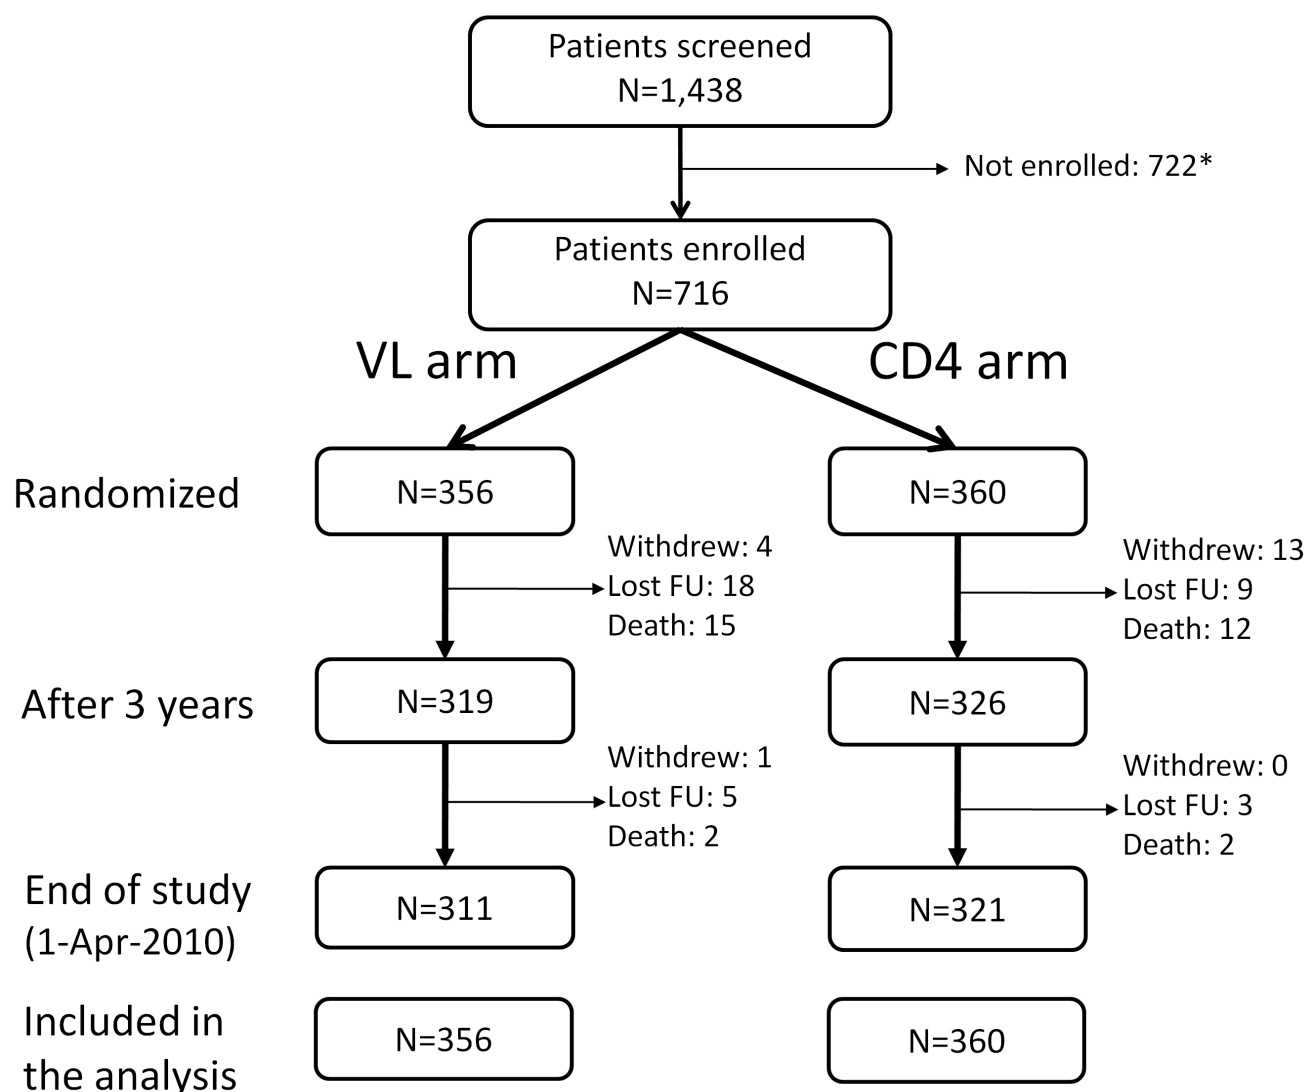 Patients screened
N=1,438
Not enrolled: 722*
Patients enrolled
N=716
VL arm
CD4 arm
Randomized
N=356
N=360
Withdrew: 4
Lost FU: 18
Death: 15
Withdrew: 13
Lost FU: 9
Death: 12
After 3 years
N=319
N=326
Withdrew: 1
Lost FU: 5
Death: 2
Withdrew: 0
Lost FU: 3
Death: 2
End of study
(1-Apr-2010)
N=311
N=321
Included in
the analysis
N=356
N=360